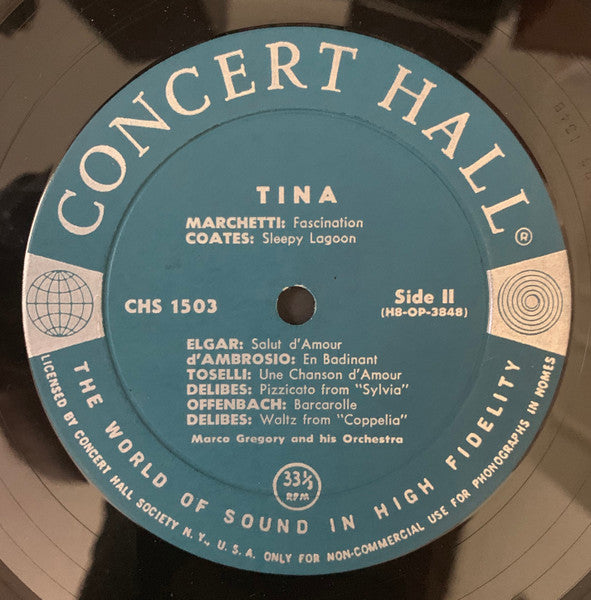 CONCERT HALL®
TINA
MARCHETTI: Fascination
COATES: Sleepy Lagoon
CHS 1503
Side II
(H8-OP-3848)
ELGAR: Salut d'Amour
d'AMBROSIO: En Badinant
TOSELLI: Une Chanson d'Amour
DELIBES: Pizzicato from "Sylvia"
OFFENBACH: Barcarolle
DELIBES: Waltz from "Coppelia"
Marco Gregory and his Orchestra
33⅓
RPM
THE WORLD OF SOUND IN HIGH FIDELITY
LICENSED BY CONCERT HALL SOCIETY N.Y., U.S.A. ONLY FOR NON-COMMERCIAL USE FOR PHONOGRAPHS IN HOMES